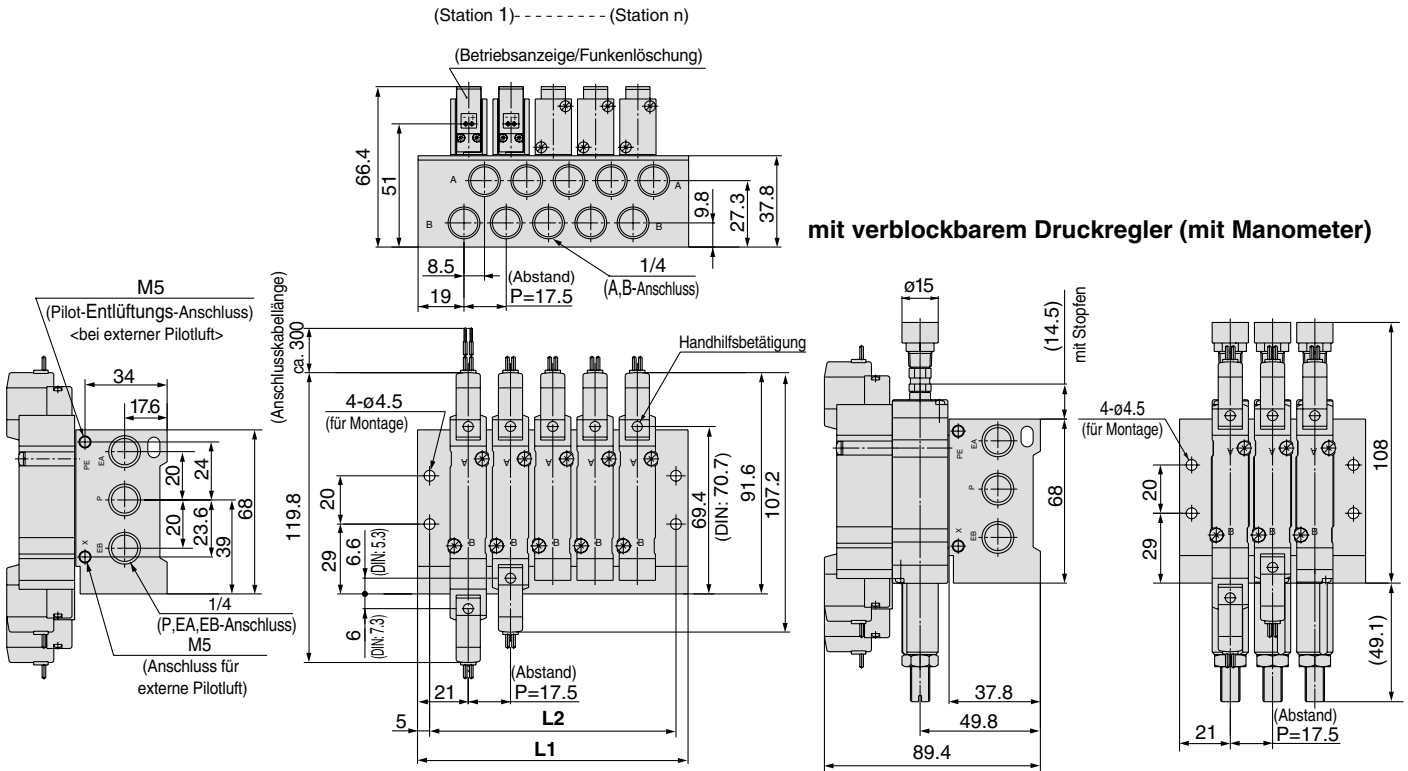 (Station 1)---------(Station n)
(Betriebsanzeige/Funkenlöschung)
66.4
51
A
A
B
B
9.8
27.3
37.8
8.5
19
(Abstand)
P=17.5
1/4
(A,B-Anschluss)
mit verblockbarem Druckregler (mit Manometer)
M5
(Pilot-Entlüftungs-Anschluss)
<bei externer Pilotluft>
34
17.6
PE
EA
P
X
EB
20
24
20
23.6
39
68
1/4
(P,EA,EB-Anschluss)
M5
(Anschluss für
externe Pilotluft)
(Anschlusskabellänge)
ca. 300
Handhilfsbetätigung
4-ø4.5
(für Montage)
119.8
20
29
6.6
(DIN: 5.3)
6
(DIN: 7.3)
A
A
A
A
A
B
B
B
B
B
69.4
(DIN: 70.7)
91.6
107.2
21
(Abstand)
P=17.5
5
L2
L1
ø15
(14.5)
mit Stopfen
PE
EA
P
X
EB
68
37.8
49.8
89.4
4-ø4.5
(für Montage)
20
29
A
A
B
B
108
(49.1)
21
(Abstand)
P=17.5